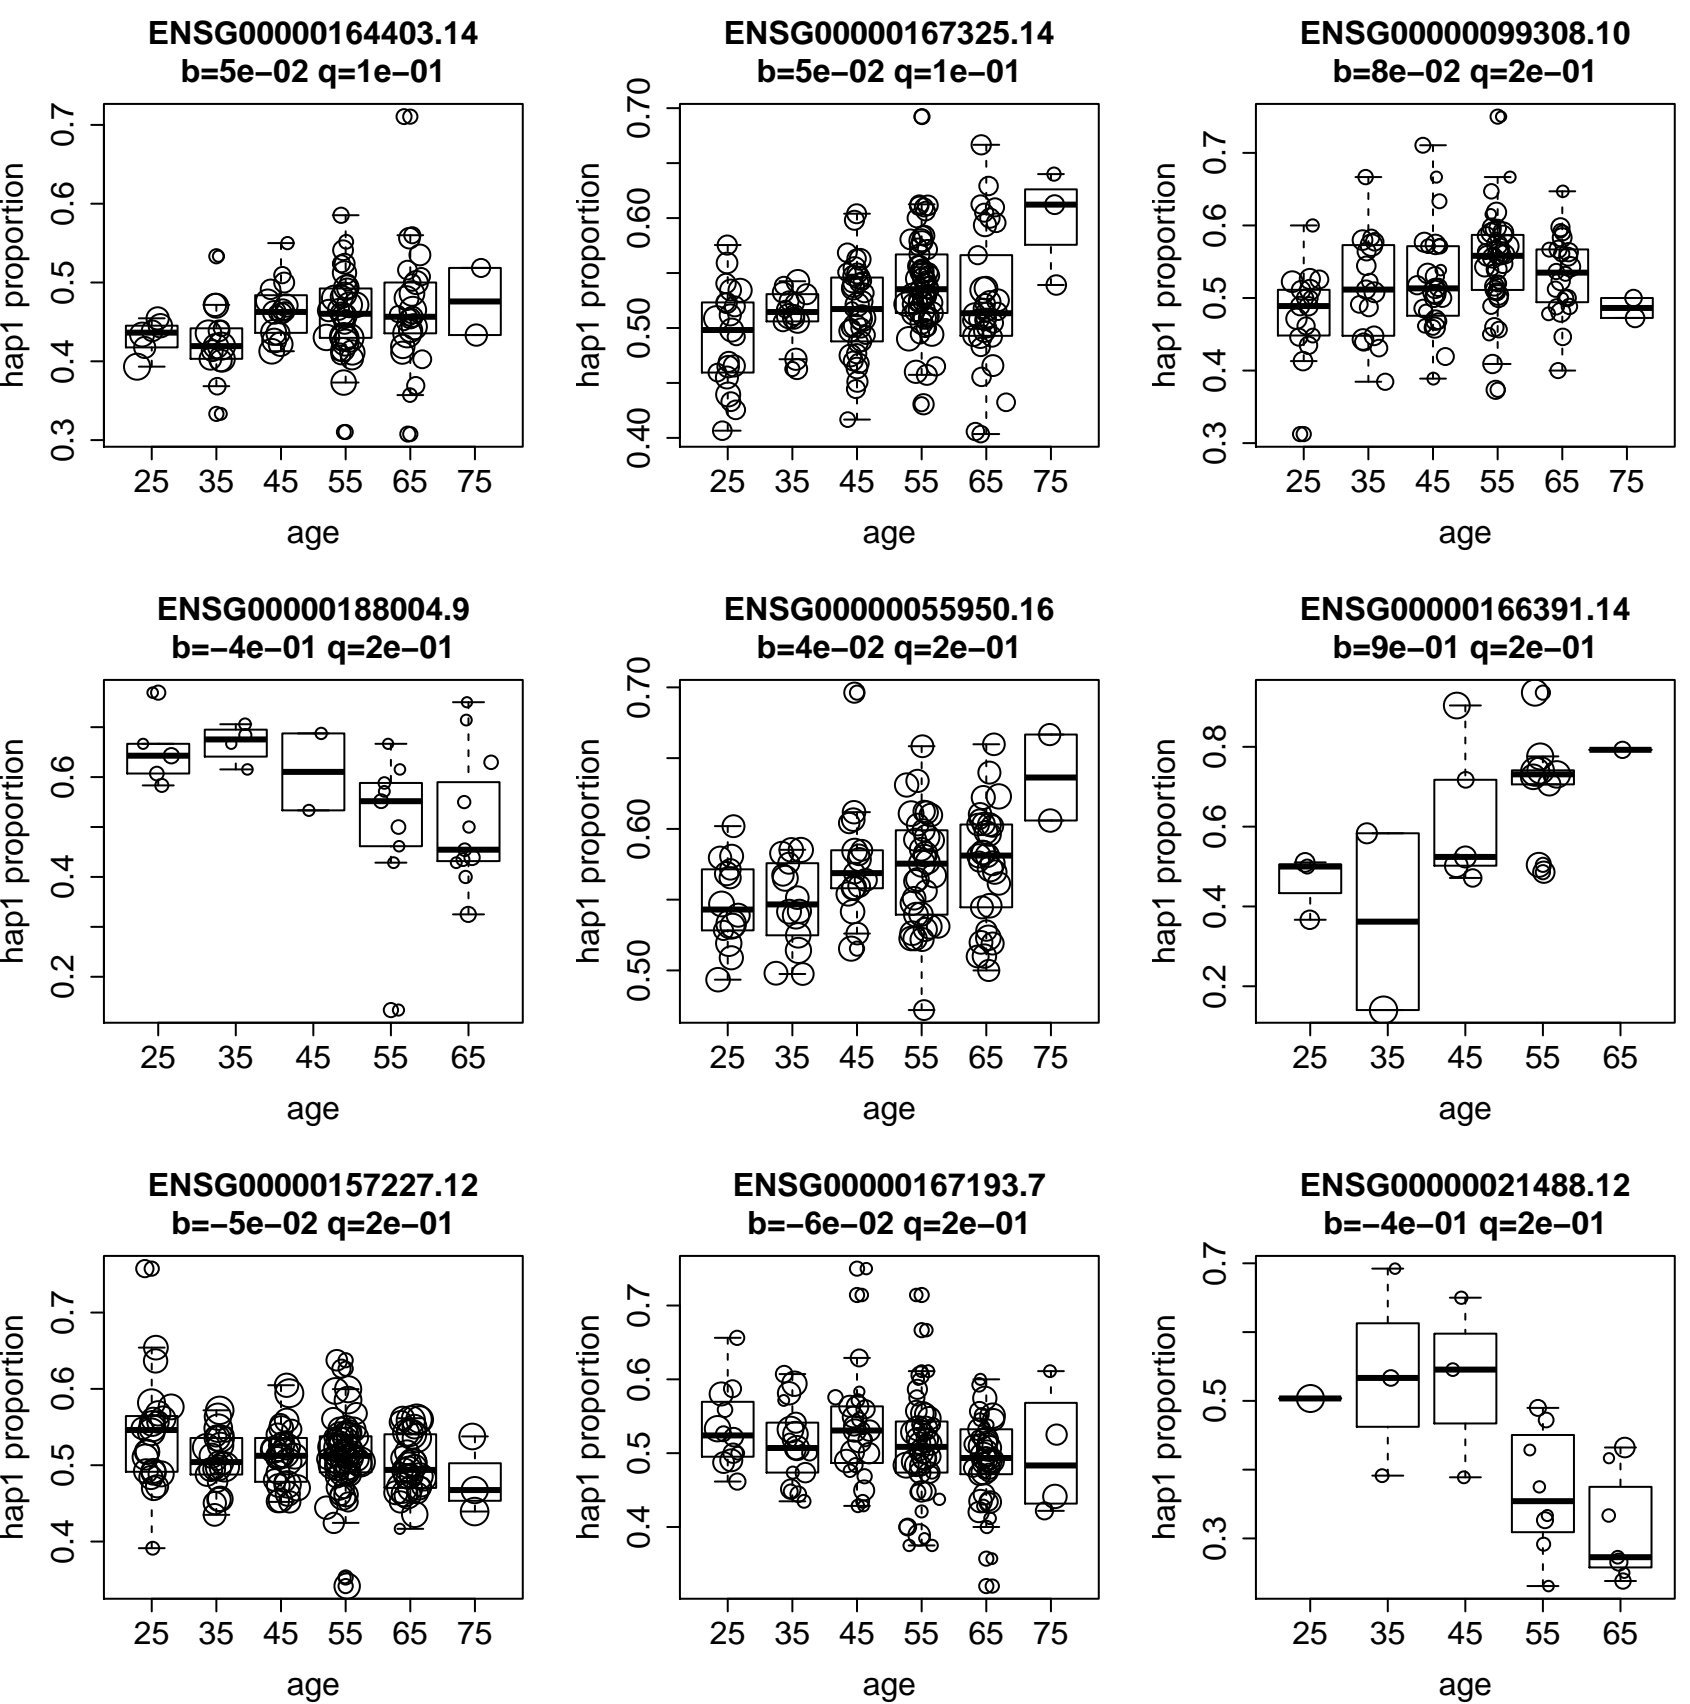 ENSG00000164403.14
b=5e−02 q=1e−01
hap1 proportion
0.7
0.6
0.5
0.4
0.3
25 35 45 55 65 75
age
ENSG00000167325.14
b=5e−02 q=1e−01
hap1 proportion
0.70
0.60
0.50
0.40
25 35 45 55 65 75
age
ENSG00000099308.10
b=8e−02 q=2e−01
hap1 proportion
0.7
0.6
0.5
0.4
0.3
25 35 45 55 65 75
age
ENSG00000188004.9
b=−4e−01 q=2e−01
hap1 proportion
0.6
0.4
0.2
25 35 45 55 65
age
ENSG00000055950.16
b=4e−02 q=2e−01
hap1 proportion
0.70
0.60
0.50
25 35 45 55 65 75
age
ENSG00000166391.14
b=9e−01 q=2e−01
hap1 proportion
0.8
0.6
0.4
0.2
25 35 45 55 65
age
ENSG00000157227.12
b=−5e−02 q=2e−01
hap1 proportion
0.7
0.6
0.5
0.4
25 35 45 55 65 75
age
ENSG00000167193.7
b=−6e−02 q=2e−01
hap1 proportion
0.7
0.6
0.5
0.4
25 35 45 55 65 75
age
ENSG00000021488.12
b=−4e−01 q=2e−01
hap1 proportion
0.7
0.5
0.3
25 35 45 55 65
age